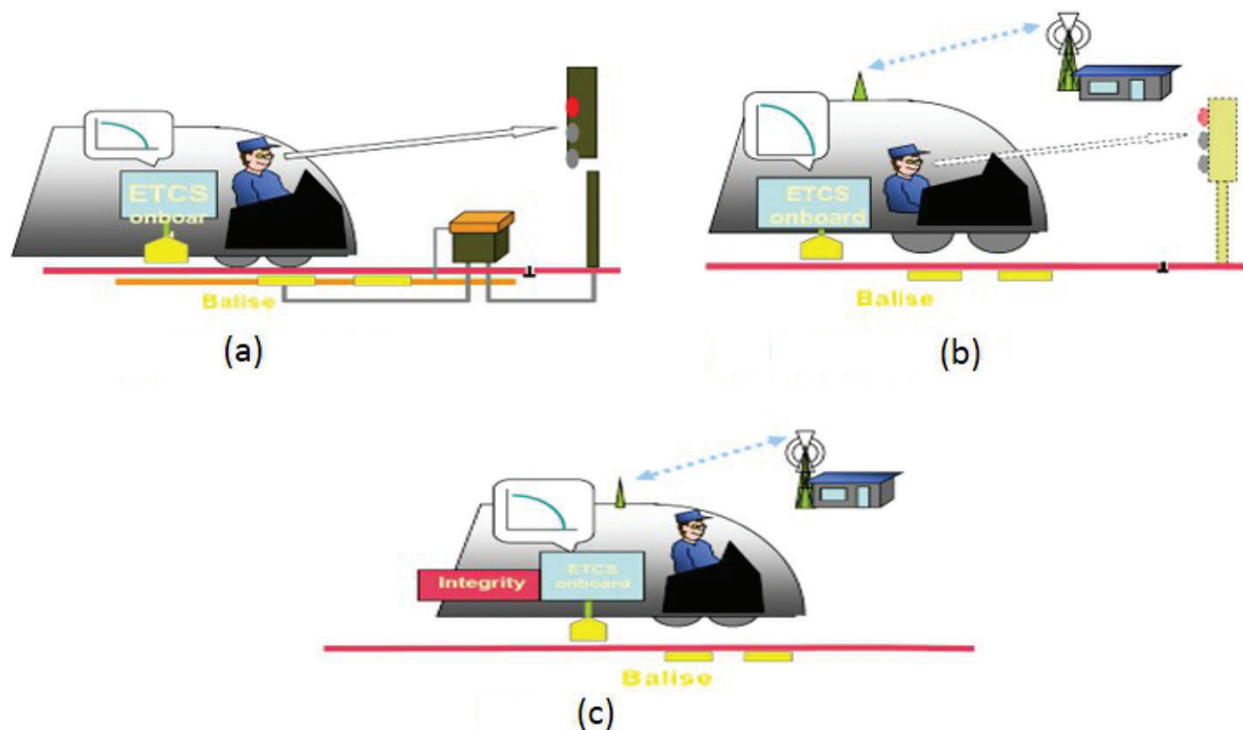 ETCS
onboar
Balise
(a)
ETCS
onboard
Balise
(b)
Integrity
ETCS
onboard
Balise
(c)